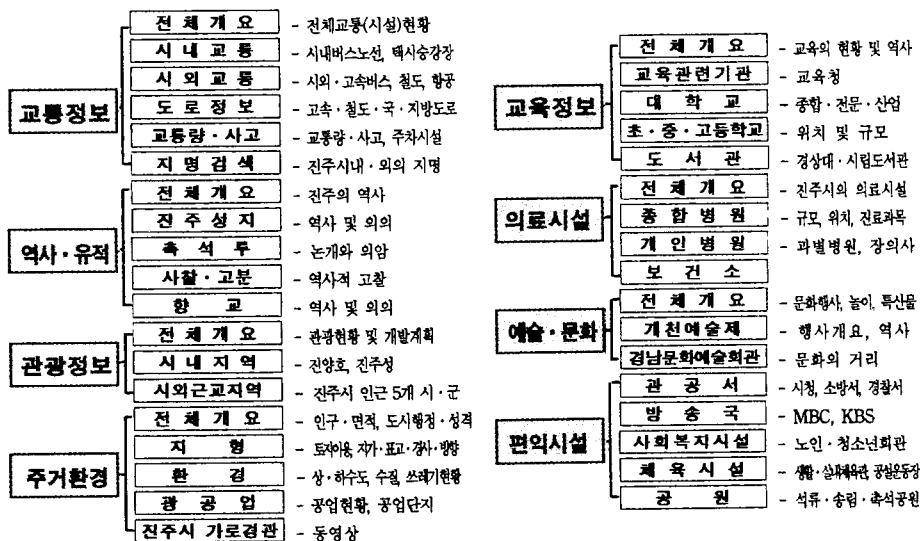 교통정보
전체개요 - 전체교통(시설)현황
시내교통 - 시내버스노선, 택시승강장
시외교통 - 시외·고속버스, 철도, 항공
도로정보 - 고속·철도·국·지방도로
교통량·사고 - 교통량·사고, 주차시설
지명검색 - 진주시내·외의 지명
역사·유적
전체개요 - 진주의 역사
진주성지 - 역사 및 의의
촉석루 - 논개와 의암
사찰·고분 - 역사적 고찰
향교 - 역사 및 의의
관광정보
전체개요 - 관광현황 및 개발계획
시내지역 - 진양호, 진주성
시외근교지역 - 진주시 인근 5개 시·군
주거환경
전체개요 - 인구·면적, 도시행정·성격
지형 - 토지이용, 지가·표고·경사·방향
환경 - 상·하수도, 수질, 쓰레기현황
광공업 - 공업현황, 공업단지
진주시 가로경관 - 동영상
교육정보
전체개요 - 교육의 현황 및 역사
교육관련기관 - 교육청
대학교 - 종합·전문·산업
초·중·고등학교 - 위치 및 규모
도서관 - 경상대·시립도서관
의료시설
전체개요 - 진주시의 의료시설
종합병원 - 규모, 위치, 진료과목
개인병원 - 과별병원, 장의사
보건소
예술·문화
전체개요 - 문화행사, 놀이, 특산물
개천예술제 - 행사개요, 역사
경남문화예술회관 - 문화의 거리
편익시설
관공서 - 시청, 소방서, 경찰서
방송국 - MBC, KBS
사회복지시설 - 노인·청소년회관
체육시설 - 생활·실내체육관, 공설운동장
공원 - 석류·송림·촉석공원